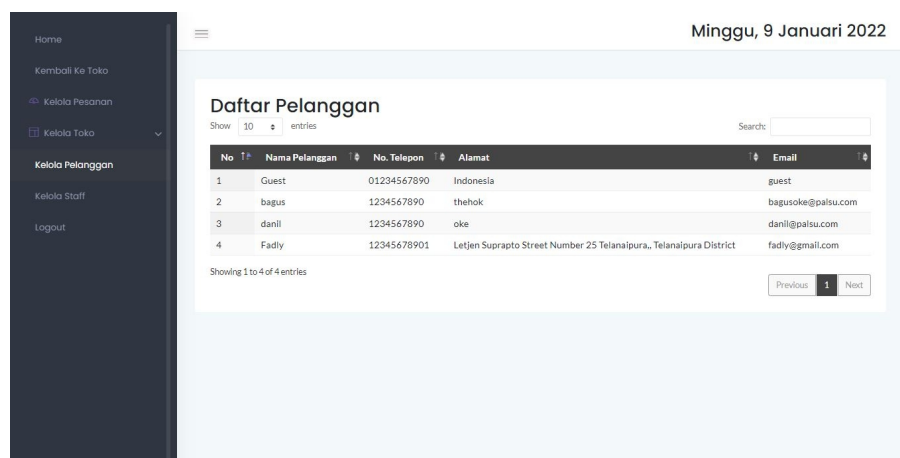 Home
Kembali Ke Toko
Kelola Pesanan
Kelola Toko
Kelola Pelanggan
Kelola Staff
Logout
Minggu, 9 Januari 2022
Daftar Pelanggan
Show 10 entries Search:
No Nama Pelanggan No. Telepon Alamat Email
1 Guest 01234567890 Indonesia guest
2 bagus 1234567890 thehok bagusoke@palsu.com
3 danil 1234567890 oke danil@palsu.com
4 Fadly 12345678901 Letjen Suprapto Street Number 25 Telanaipura,, Telanaipura District fadly@gmail.com
Showing 1 to 4 of 4 entries
Previous 1 Next